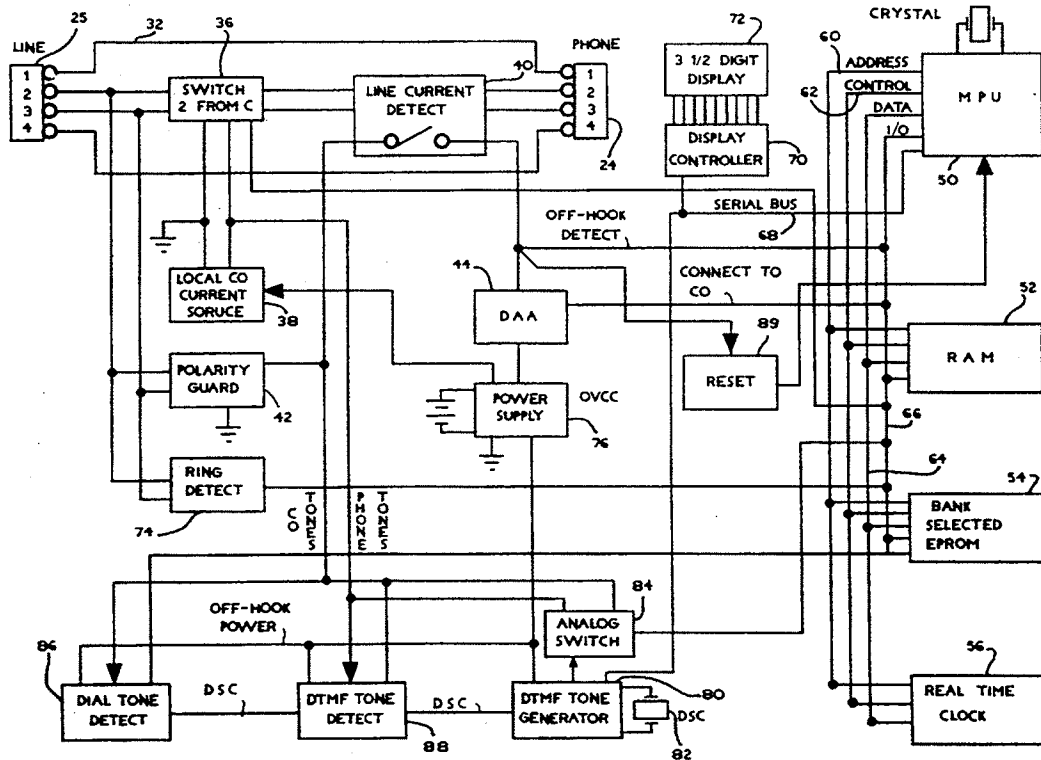 CRYSTAL
25
32
36
72
LINE
PHONE
60
ADDRESS
40
1
2
3
4
SWITCH
2 FROM C
LINE CURRENT
DETECT
1
2
3
4
3 1/2 DIGIT
DISPLAY
CONTROL
62
DATA
I/O
MPU
DISPLAY
CONTROLLER
70
24
50
SERIAL BUS
68
OFF-HOOK
DETECT
44
CONNECT TO
CO
LOCAL CO
CURRENT
SORUCE
38
DAA
89
52
RAM
RESET
POLARITY
GUARD
42
POWER
SUPPLY
OVCC
76
66
64
54
RING
DETECT
74
CO
TONES
PHONE
TONES
BANK
SELECTED
EPROM
84
OFF-HOOK
POWER
ANALOG
SWITCH
86
56
80
DIAL TONE
DETECT
DSC
DTMF TONE
DETECT
88
DSC
DTMF TONE
GENERATOR
DSC
82
REAL TIME
CLOCK